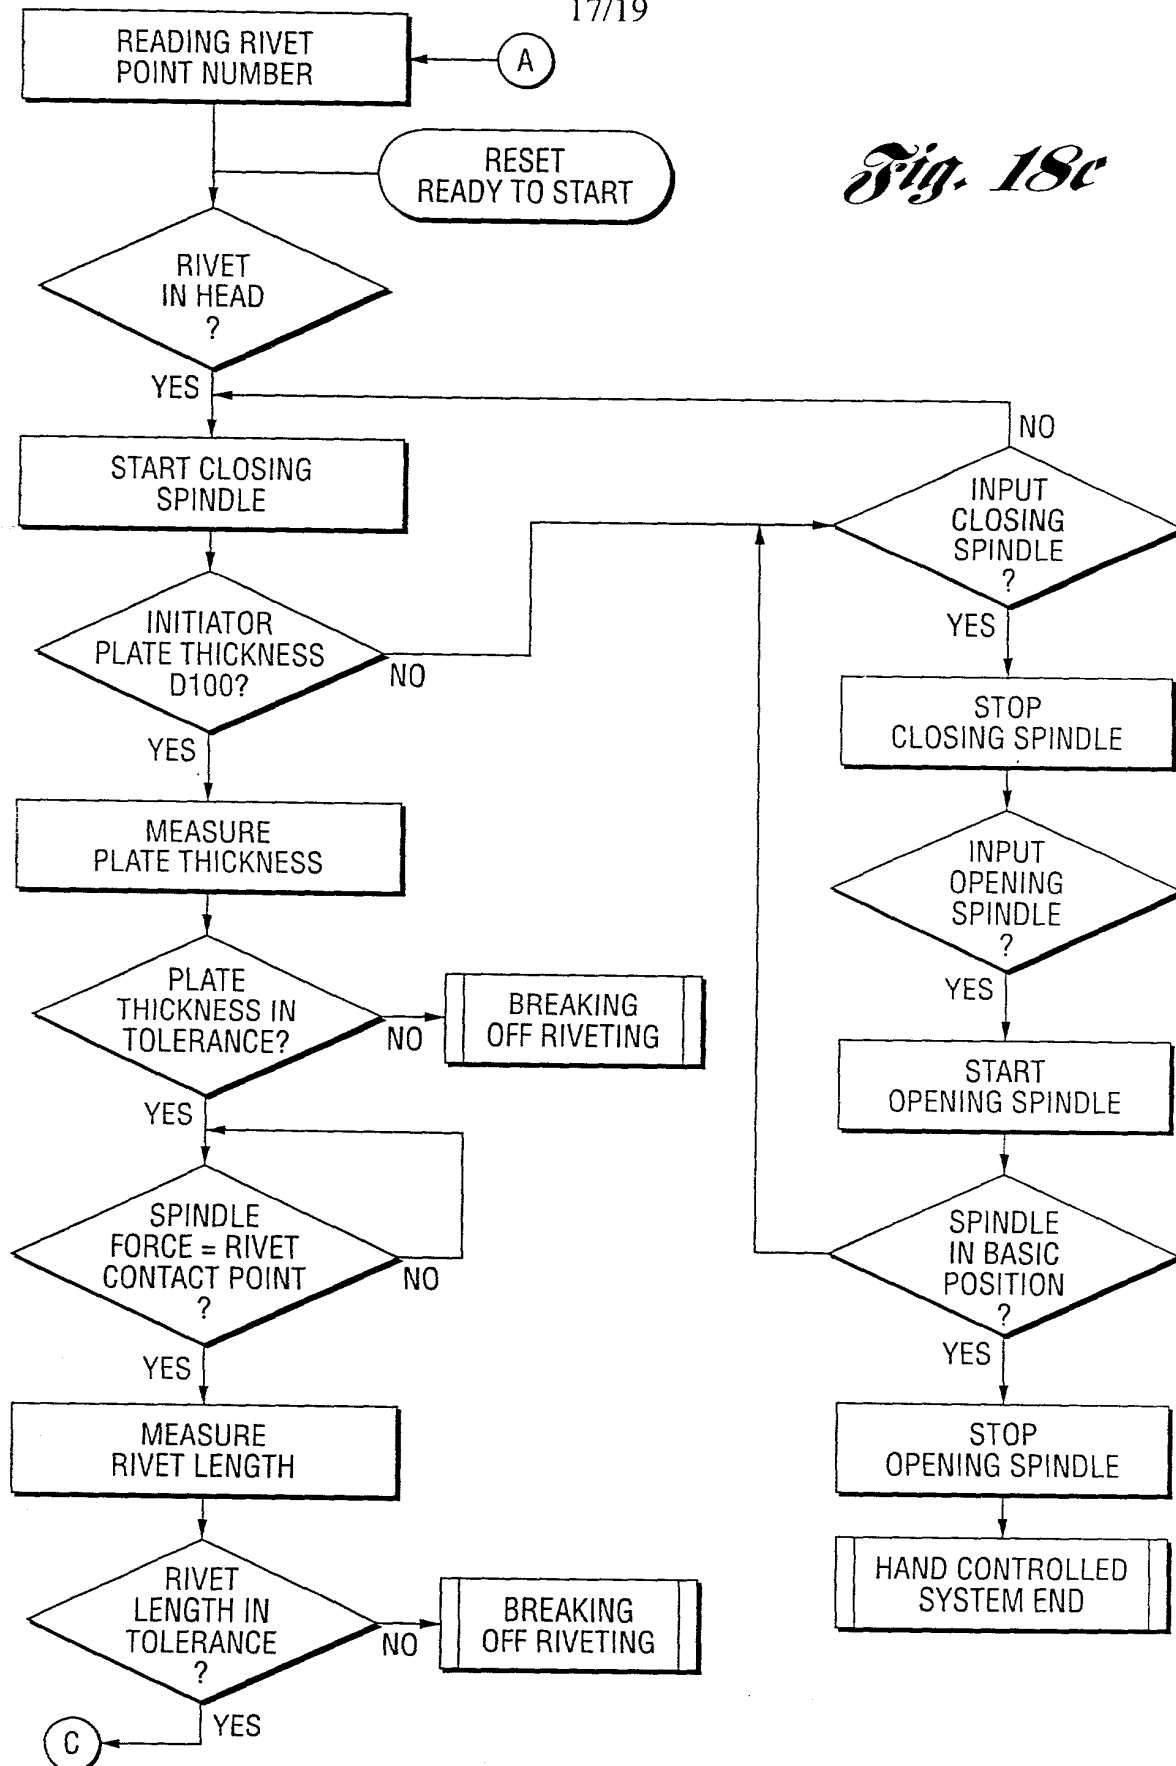 17/19
READING RIVET
POINT NUMBER
A
RESET
READY TO START
Fig. 18c
RIVET
IN HEAD
?
YES
START CLOSING
SPINDLE
INITIATOR
PLATE THICKNESS
D100?
NO
YES
MEASURE
PLATE THICKNESS
PLATE
THICKNESS IN
TOLERANCE?
NO
BREAKING
OFF RIVETING
YES
SPINDLE
FORCE = RIVET
CONTACT POINT
?
NO
YES
MEASURE
RIVET LENGTH
RIVET
LENGTH IN
TOLERANCE
?
NO
BREAKING
OFF RIVETING
YES
C
NO
INPUT
CLOSING
SPINDLE
?
YES
STOP
CLOSING SPINDLE
INPUT
OPENING
SPINDLE
?
YES
START
OPENING SPINDLE
SPINDLE
IN BASIC
POSITION
?
YES
STOP
OPENING SPINDLE
HAND CONTROLLED
SYSTEM END